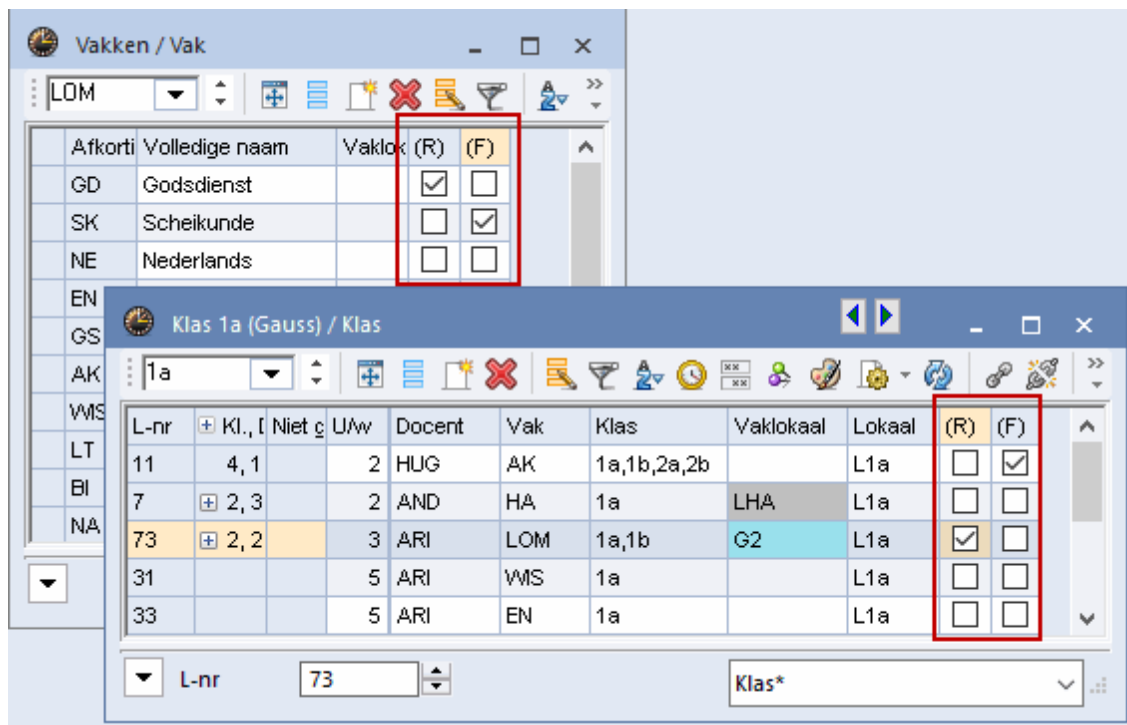 Vakken / Vak
LOM
Afkorti Volledige naam Vaklok (R) (F)
GD Godsdienst
SK Scheikunde
NE Nederlands
EN
GS
AK
WIS
LT
BI
NA
Klas 1a (Gauss) / Klas
1a
L-nr Kl., Niet g U/w Docent Vak Klas Vaklokaal Lokaal (R) (F)
11 4, 1 2 HUG AK 1a,1b,2a,2b L1a
7 2, 3 2 AND HA 1a LHA L1a
73 2, 2 3 ARI LOM 1a,1b G2 L1a
31 5 ARI WIS 1a L1a
33 5 ARI EN 1a L1a
L-nr 73 Klas*